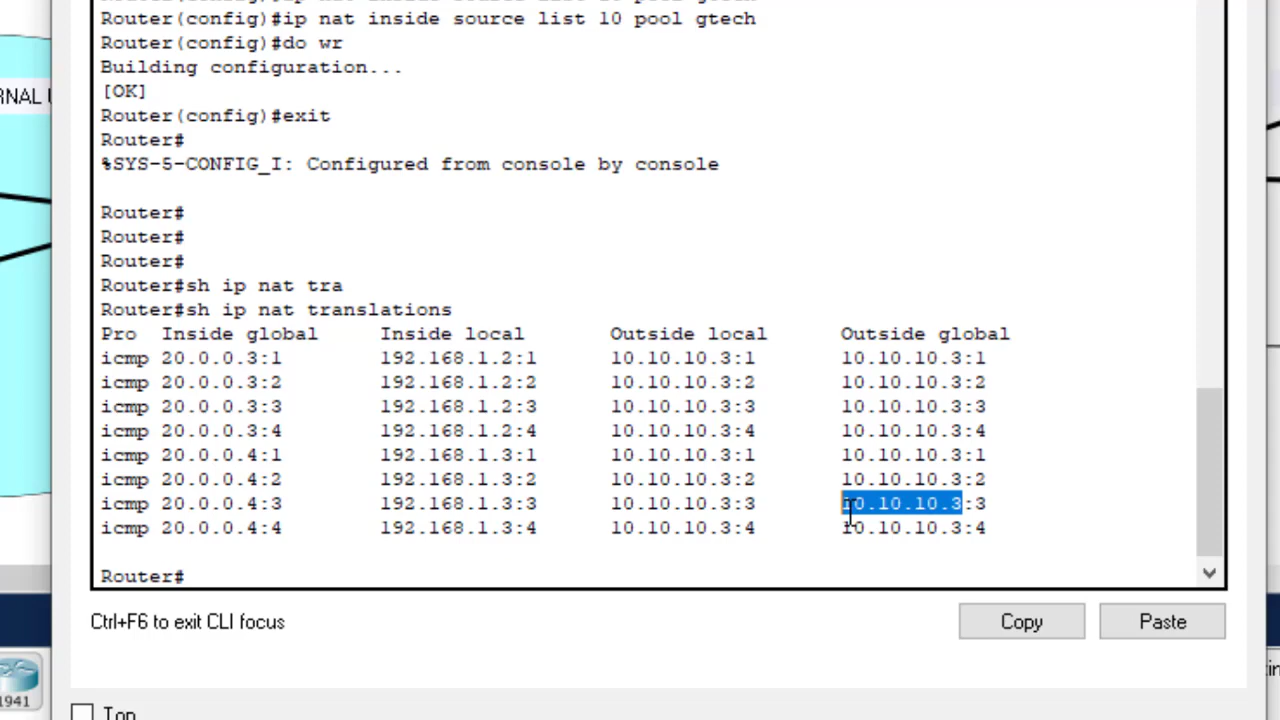 Router(config)#ip nat inside source list 10 pool gtech
Router(config)#do wr
Building configuration...
[OK]
Router(config)#exit
Router#
%SYS-5-CONFIG_I: Configured from console by console
Router#
Router#
Router#
Router#sh ip nat tra
Router#sh ip nat translations
Pro Inside global Inside local Outside local Outside global
icmp 20.0.0.3:1 192.168.1.2:1 10.10.10.3:1 10.10.10.3:1
icmp 20.0.0.3:2 192.168.1.2:2 10.10.10.3:2 10.10.10.3:2
icmp 20.0.0.3:3 192.168.1.2:3 10.10.10.3:3 10.10.10.3:3
icmp 20.0.0.3:4 192.168.1.2:4 10.10.10.3:4 10.10.10.3:4
icmp 20.0.0.4:1 192.168.1.3:1 10.10.10.3:1 10.10.10.3:1
icmp 20.0.0.4:2 192.168.1.3:2 10.10.10.3:2 10.10.10.3:2
icmp 20.0.0.4:3 192.168.1.3:3 10.10.10.3:3 10.10.10.3:3
icmp 20.0.0.4:4 192.168.1.3:4 10.10.10.3:4 10.10.10.3:4
Router#
Ctrl+F6 to exit CLI focus
Copy
Paste
1941
Top